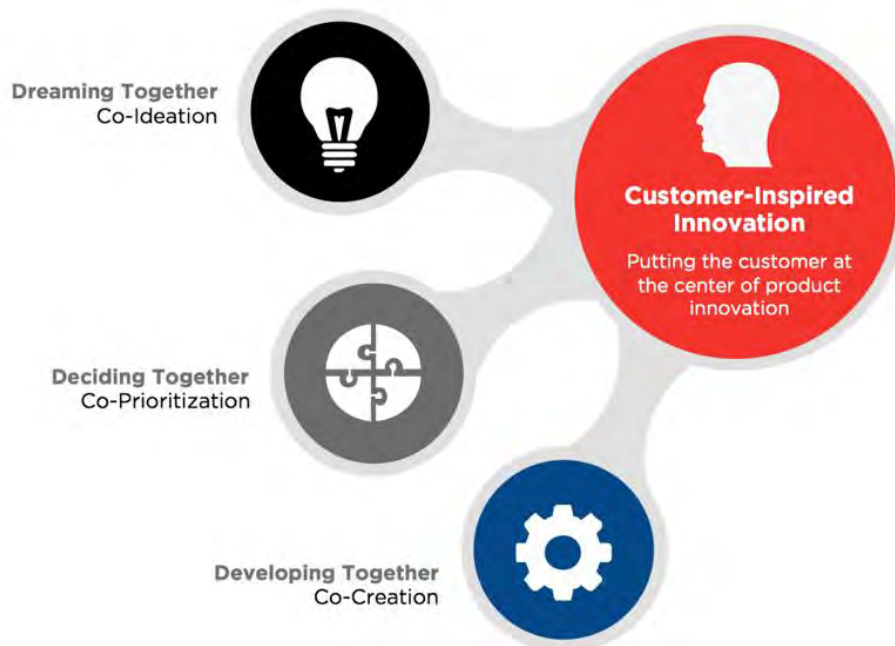 Dreaming Together
Co-Ideation
Customer-Inspired
Innovation
Putting the customer at
the center of product
innovation
Deciding Together
Co-Prioritization
Developing Together
Co-Creation